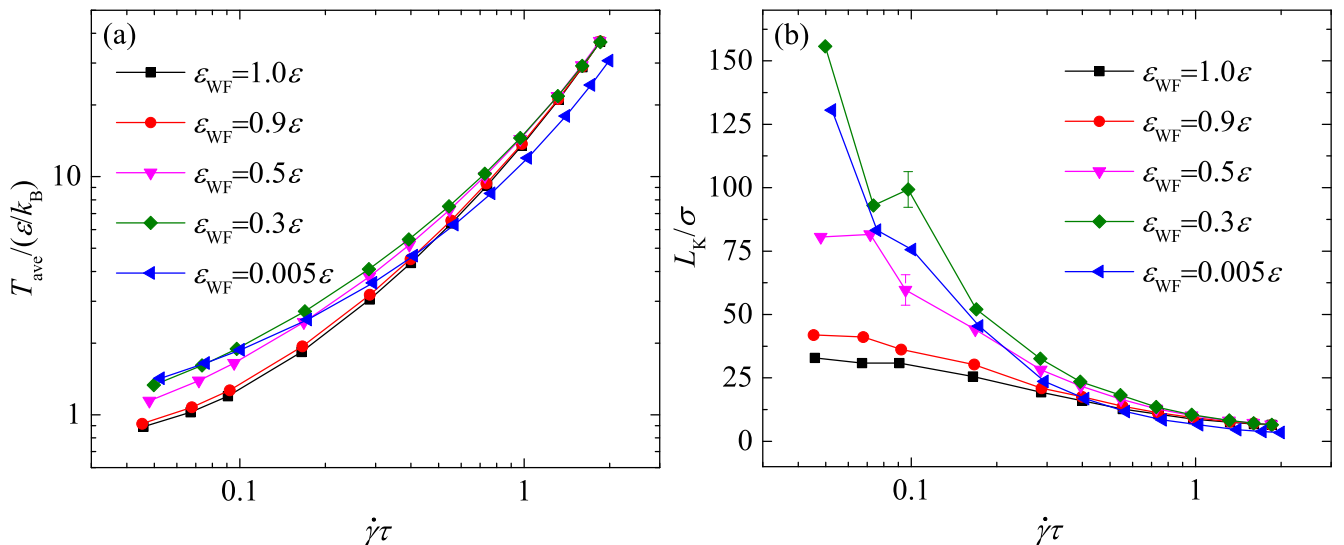 (a)
ε_WF=1.0ε
ε_WF=0.9ε
ε_WF=0.5ε
ε_WF=0.3ε
ε_WF=0.005ε
T_ave/(ε/k_B)
10
1
0.1
1
γ̇τ
(b)
ε_WF=1.0ε
ε_WF=0.9ε
ε_WF=0.5ε
ε_WF=0.3ε
ε_WF=0.005ε
L_K/σ
150
125
100
75
50
25
0
0.1
1
γ̇τ